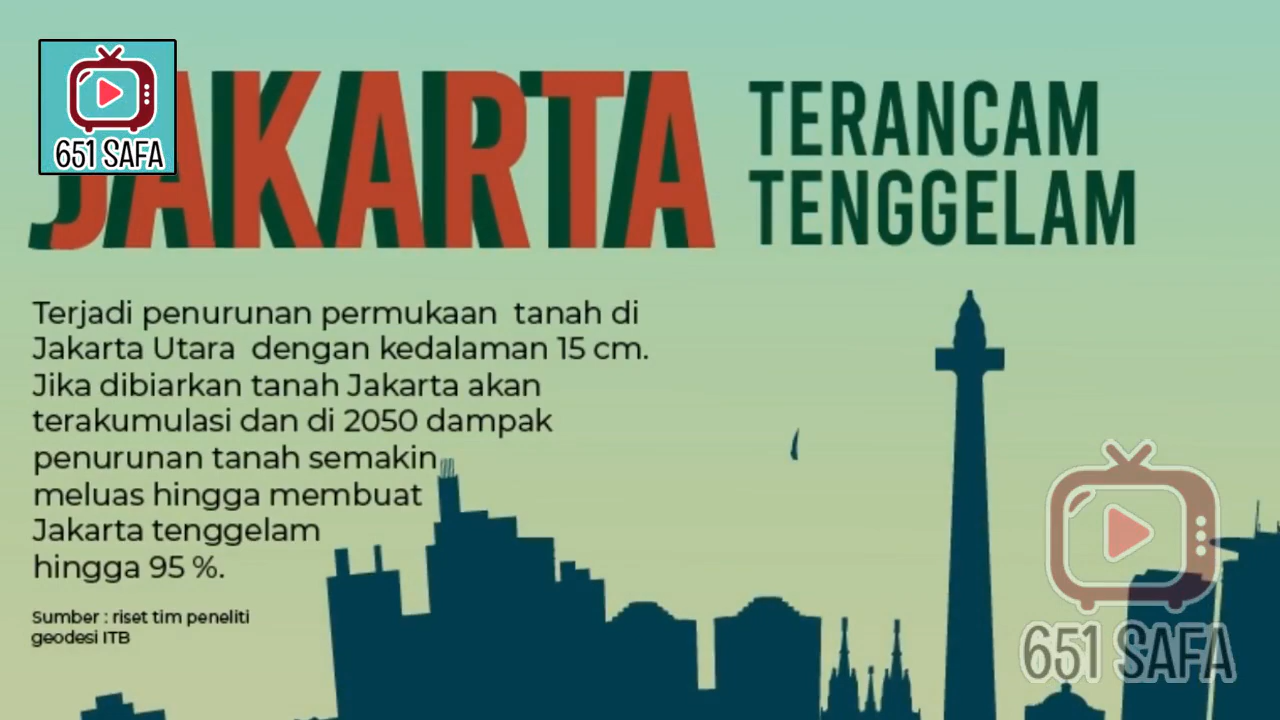 651 SAFA
JAKARTA
TERANCAM
TENGGELAM
Terjadi penurunan permukaan tanah di
Jakarta Utara dengan kedalaman 15 cm.
Jika dibiarkan tanah Jakarta akan
terakumulasi dan di 2050 dampak
penurunan tanah semakin
meluas hingga membuat
Jakarta tenggelam
hingga 95 %.
Sumber : riset tim peneliti
geodesi ITB
651 SAFA